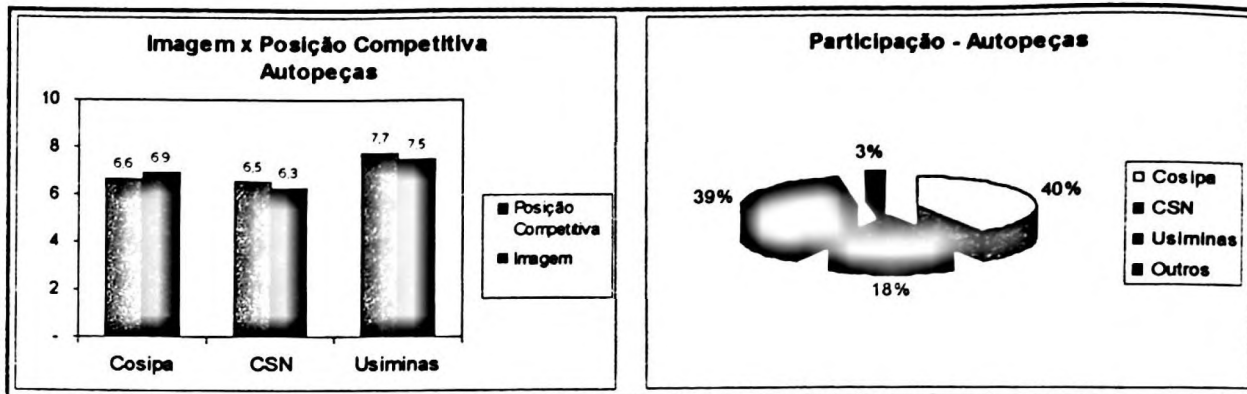 Imagem x Posição Competitiva
Autopeças
10
8
6
4
2
-
6.6
6.9
6.5
6.3
7.7
7.5
Cosipa
CSN
Usiminas
Posição
Competitiva
Imagem
Participação - Autopeças
3%
39%
40%
18%
Cosipa
CSN
Usiminas
Outros